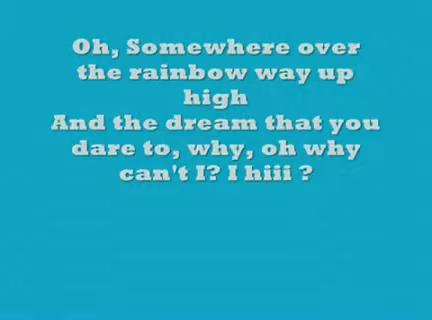 Oh, Somewhere over
the rainbow way up
high
And the dream that you
dare to, why, oh why
can't I? I hiii ?